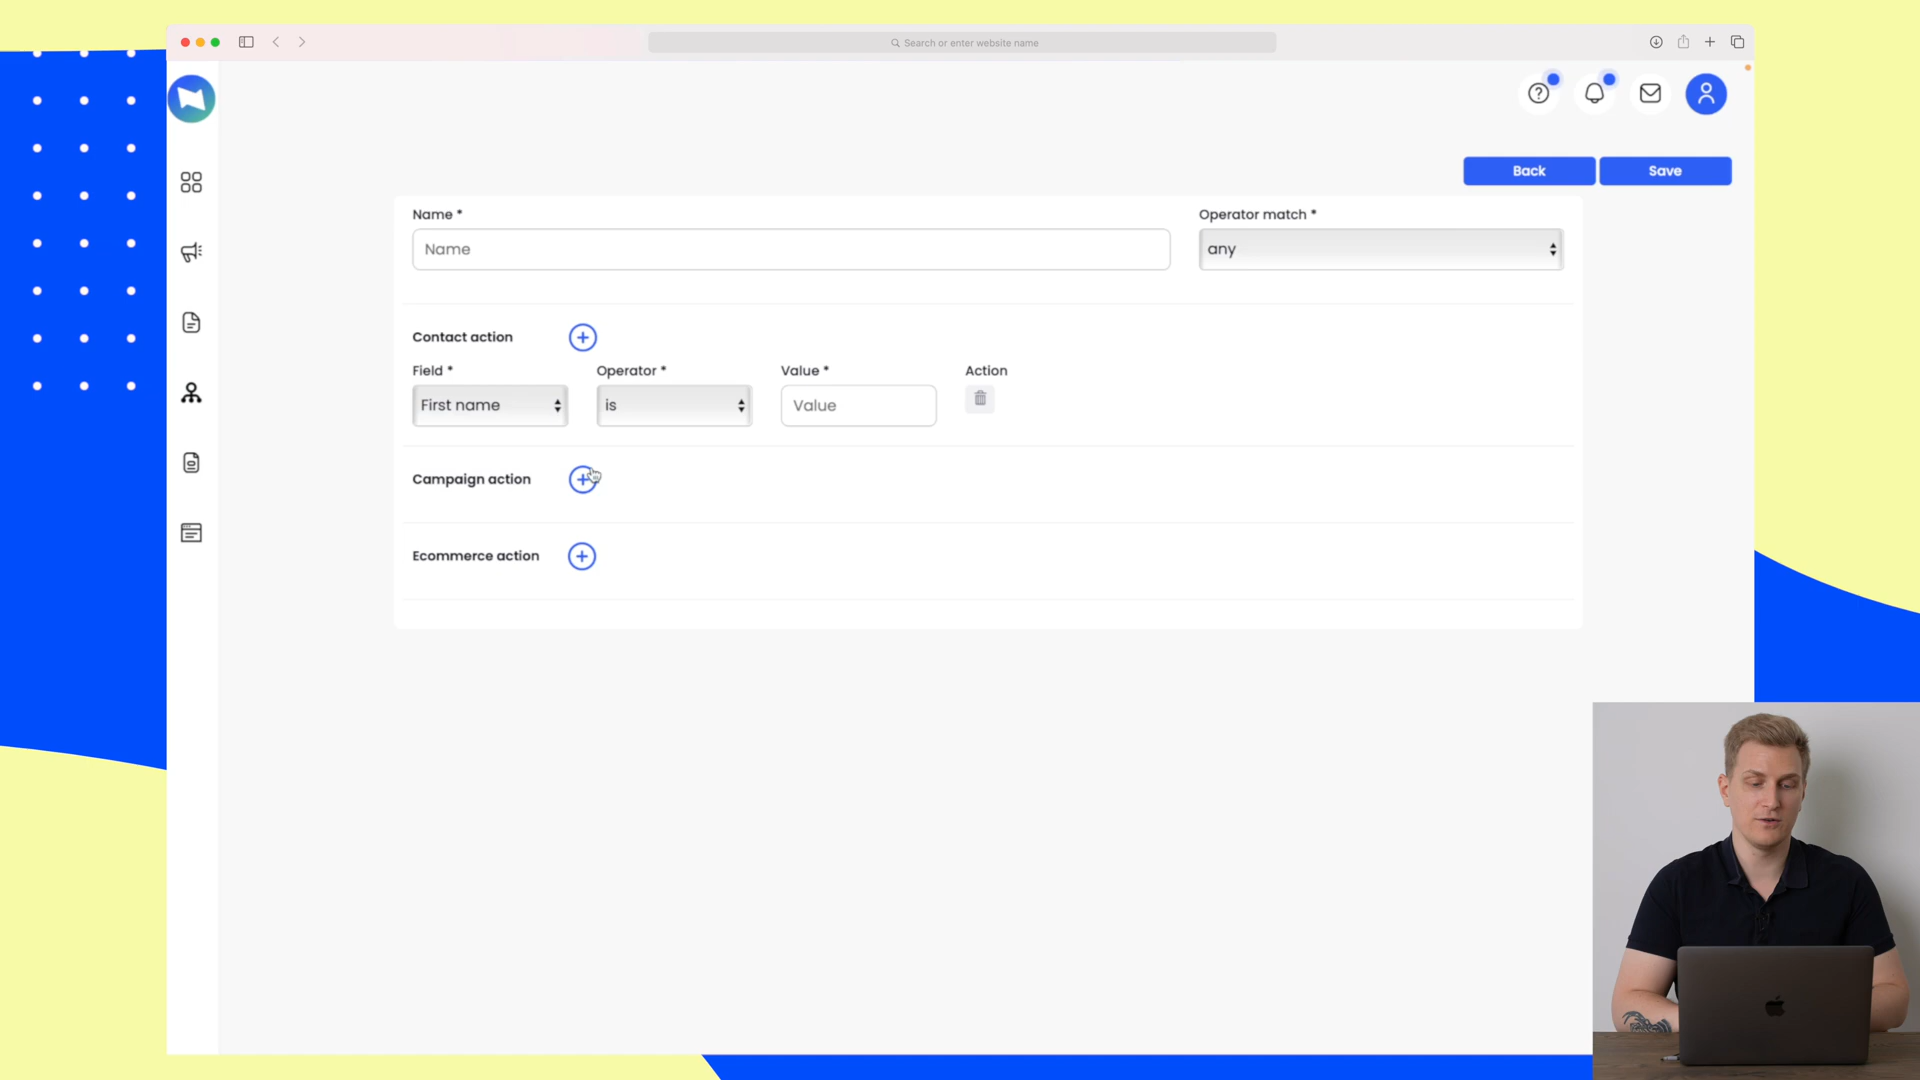 Search or enter website name
Back
Save
Name *
Operator match *
Name
any
Contact action
Field *
Operator *
Value *
Action
First name
is
Value
Campaign action
Ecommerce action